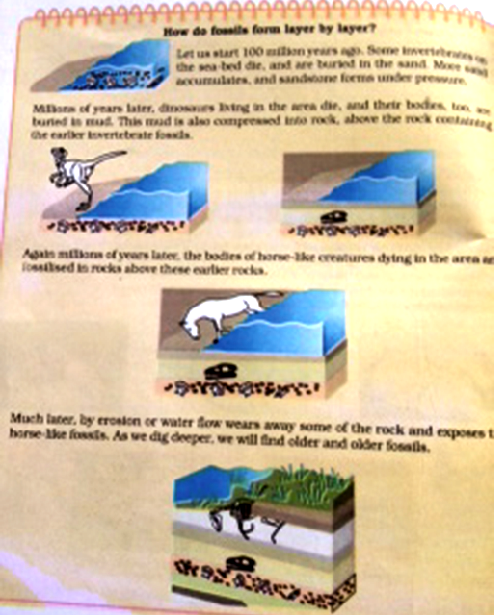 How do fossils form layer by layer?
Let us start 100 million years ago. Some invertebrates on
the sea-bed die, and are buried in the sand. More sand
accumulates, and sandstone forms under pressure.
Millions of years later, dinosaurs living in the area die, and their bodies, too, are
buried in mud. This mud is also compressed into rock, above the rock containing
the earlier invertebrate fossils.
Again millions of years later, the bodies of horse-like creatures dying in the area are
fossilised in rocks above these earlier rocks.
Much later, by erosion or water flow wears away some of the rock and exposes t
horse-like fossils. As we dig deeper, we will find older and older fossils.